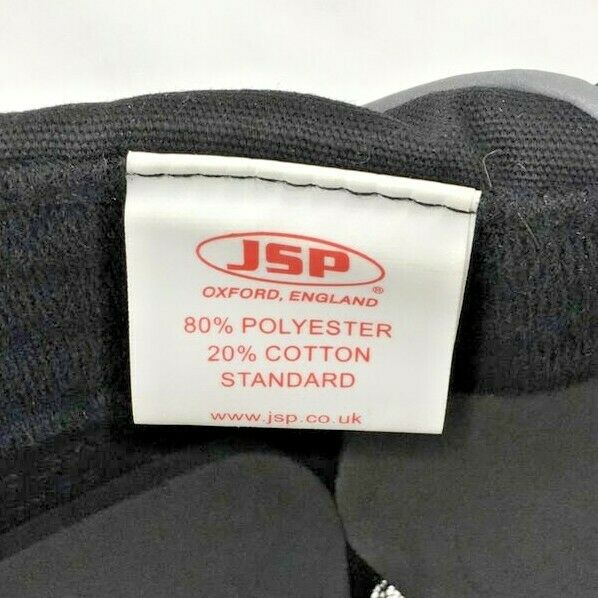 JSP
®
OXFORD, ENGLAND
80% POLYESTER
20% COTTON
STANDARD
www.jsp.co.uk